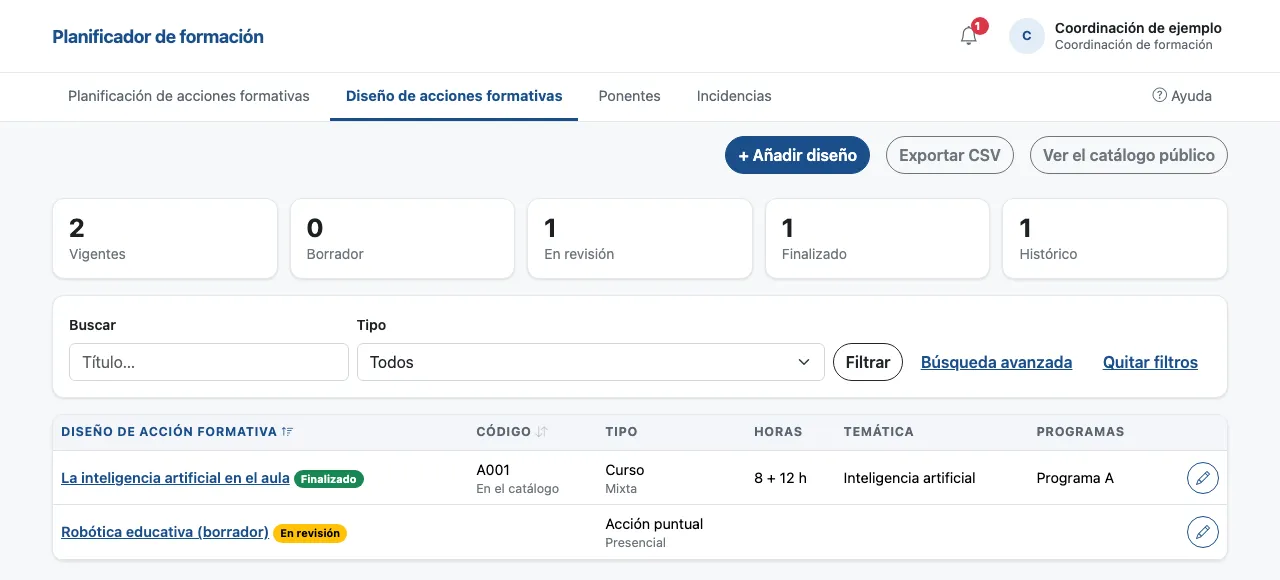 Planificador de formación
1
C
Coordinación de ejemplo
Coordinación de formación
Planificación de acciones formativas
Diseño de acciones formativas
Ponentes
Incidencias
? Ayuda
+ Añadir diseño
Exportar CSV
Ver el catálogo público
2
Vigentes
0
Borrador
1
En revisión
1
Finalizado
1
Histórico
Buscar
Título...
Tipo
Todos
Filtrar
Búsqueda avanzada
Quitar filtros
DISEÑO DE ACCIÓN FORMATIVA
CÓDIGO
TIPO
HORAS
TEMÁTICA
PROGRAMAS
La inteligencia artificial en el aula
Finalizado
A001
En el catálogo
Curso
Mixta
8 + 12 h
Inteligencia artificial
Programa A
Robótica educativa (borrador)
En revisión
Acción puntual
Presencial